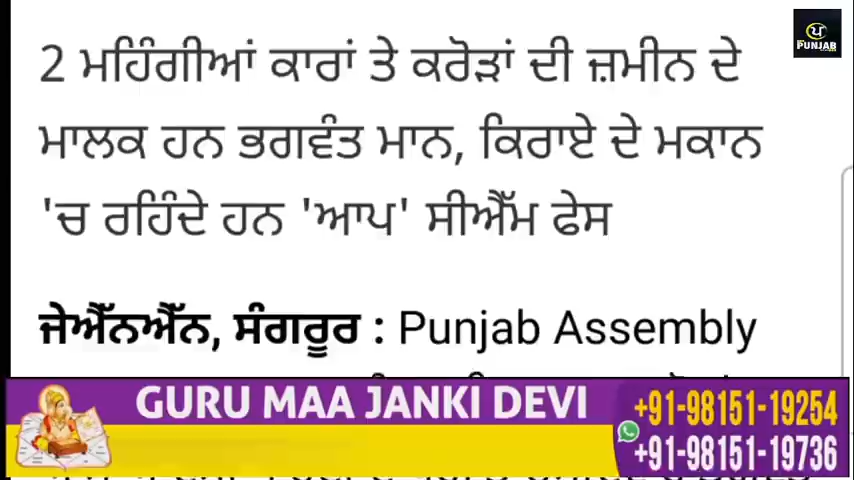 ਪ
PUNJAB
2 ਮਹਿੰਗੀਆਂ ਕਾਰਾਂ ਤੇ ਕਰੋੜਾਂ ਦੀ ਜ਼ਮੀਨ ਦੇ
ਮਾਲਕ ਹਨ ਭਗਵੰਤ ਮਾਨ, ਕਿਰਾਏ ਦੇ ਮਕਾਨ
'ਚ ਰਹਿੰਦੇ ਹਨ 'ਆਪ' ਸੀਐੱਮ ਫੇਸ
ਜੇਐੱਨਐੱਨ, ਸੰਗਰੂਰ : Punjab Assembly
GURU MAA JANKI DEVI
+91-98151-19254
+91-98151-19736